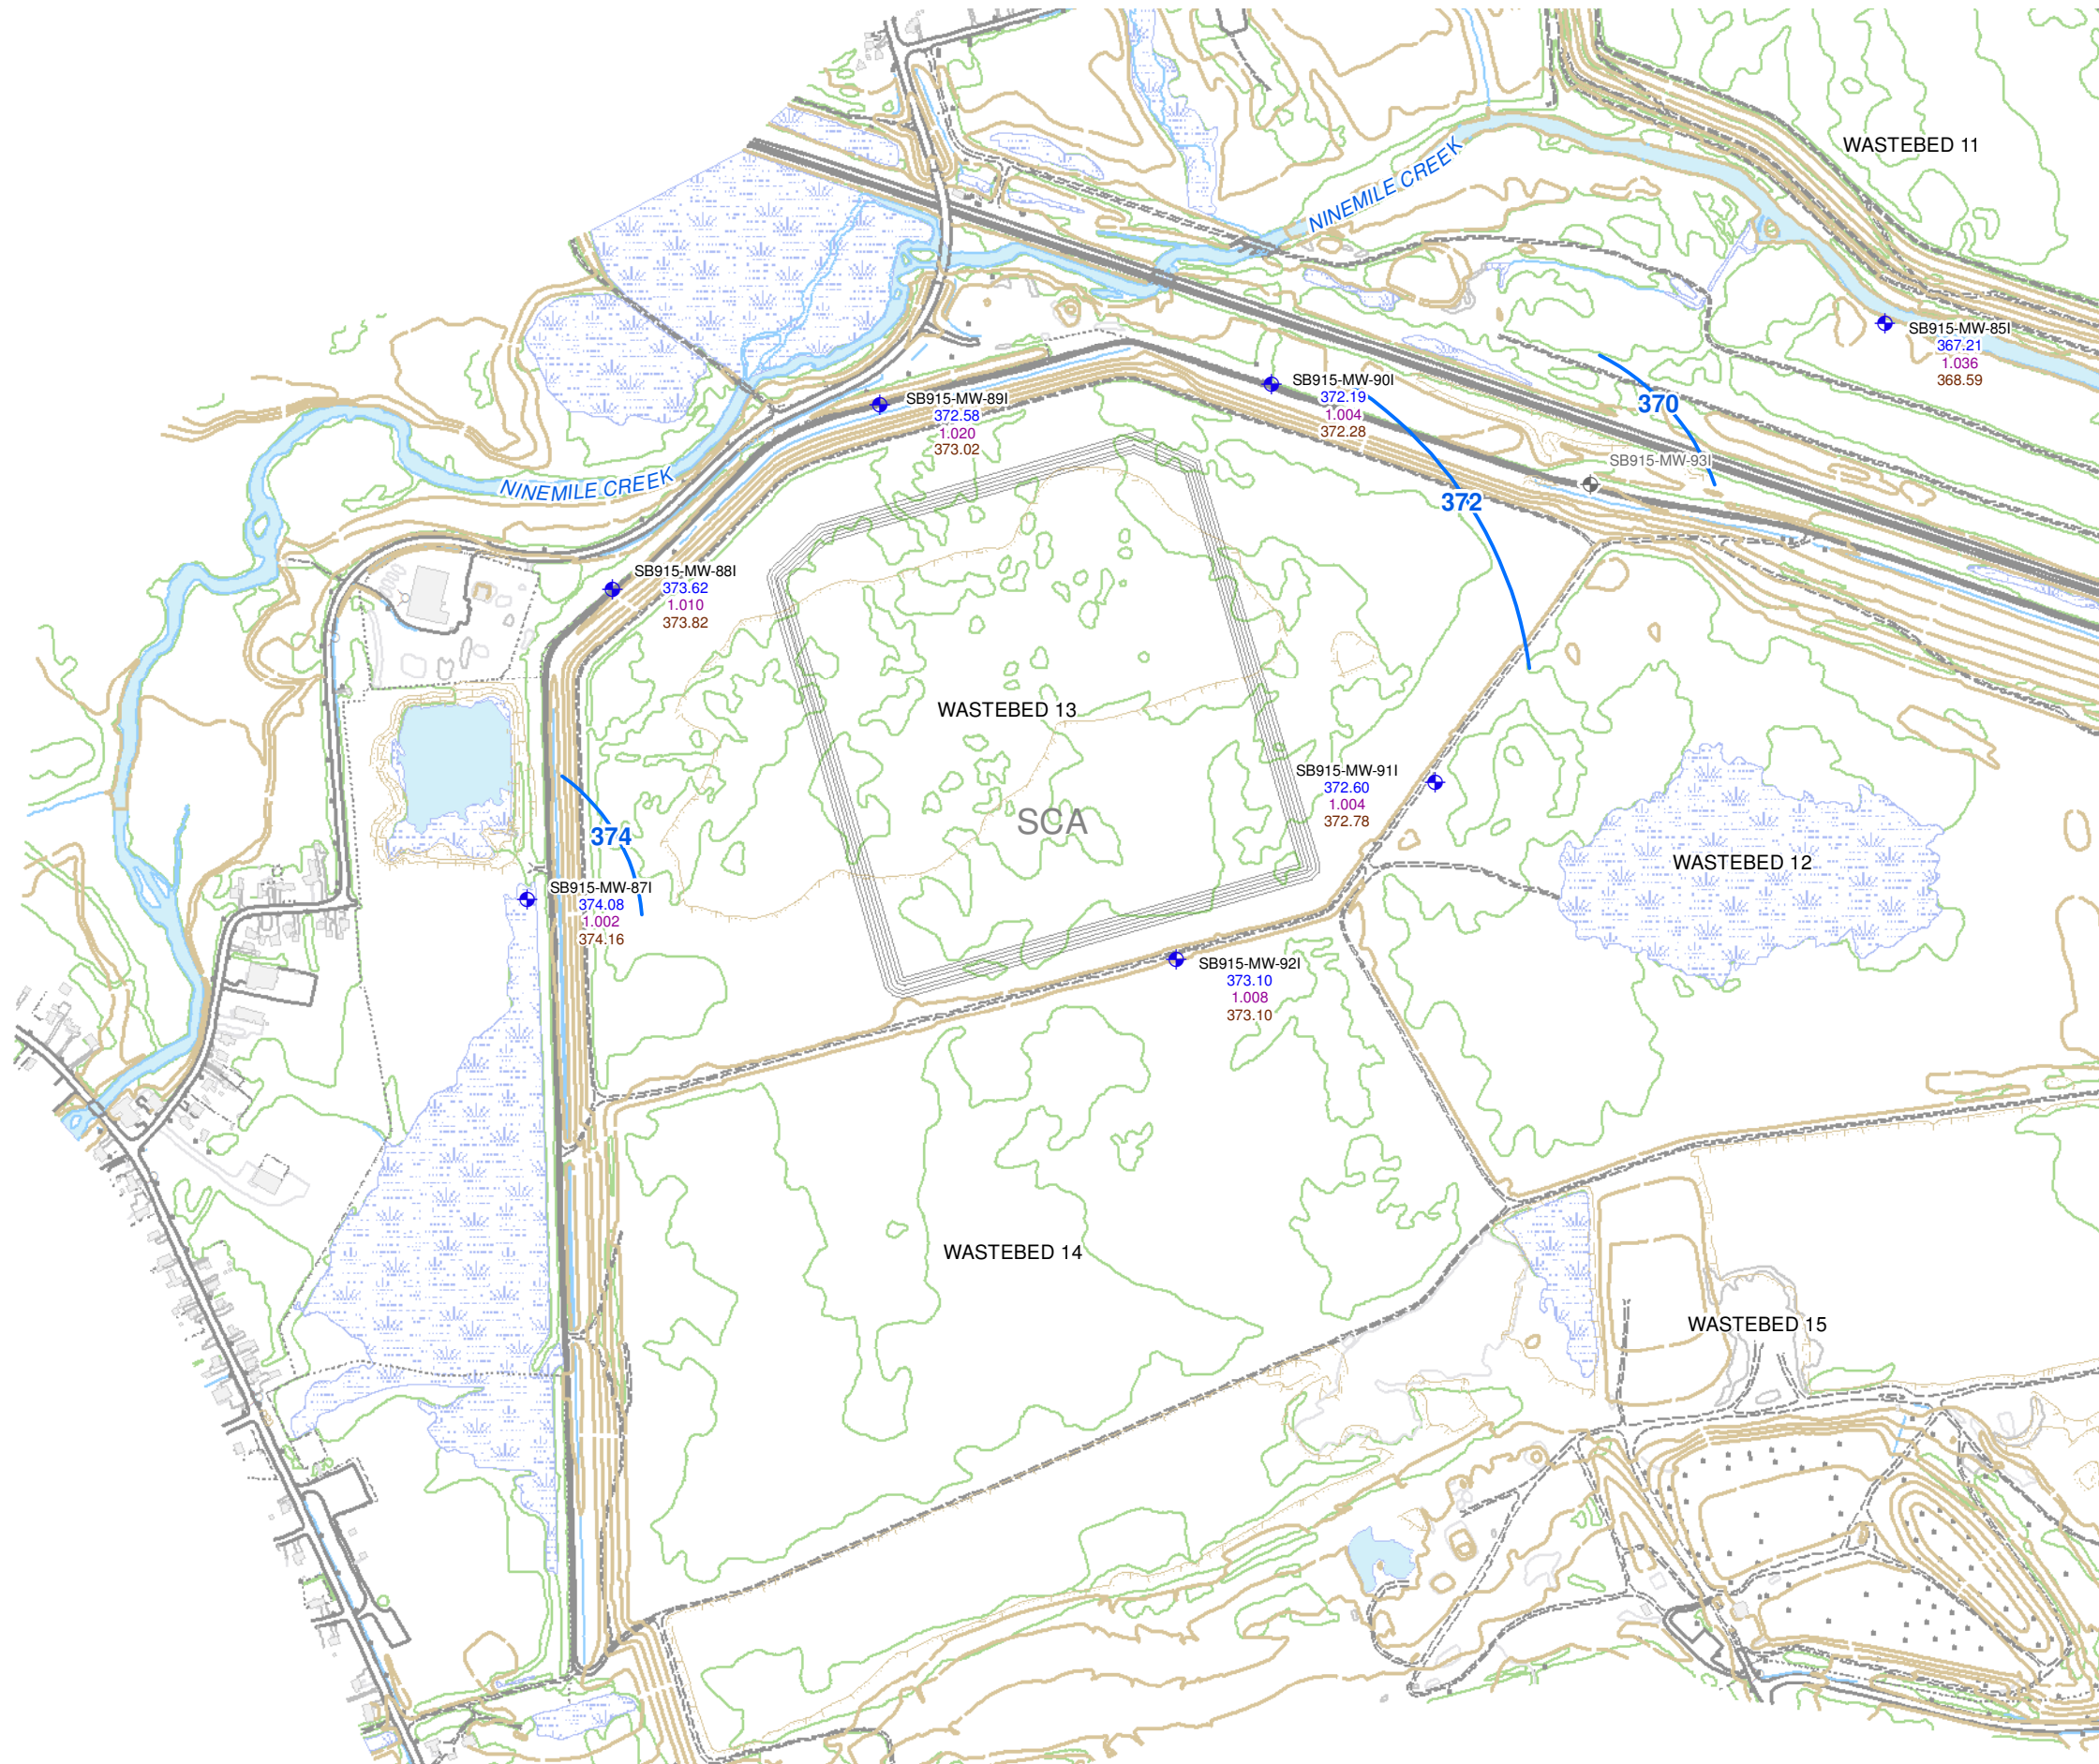 WASTEBED 11
NINEMILE CREEK
SB915-MW-85I
367.21
1.036
368.59
SB915-MW-90I
372.19
1.004
372.28
SB915-MW-89I
372.58
1.020
373.02
370
SB915-MW-93I
NINEMILE CREEK
372
SB915-MW-88I
373.62
1.010
373.82
WASTEBED 13
SB915-MW-91I
372.60
1.004
372.78
SCA
374
WASTEBED 12
SB915-MW-87I
374.08
1.002
374.16
SB915-MW-92I
373.10
1.008
373.10
WASTEBED 14
WASTEBED 15